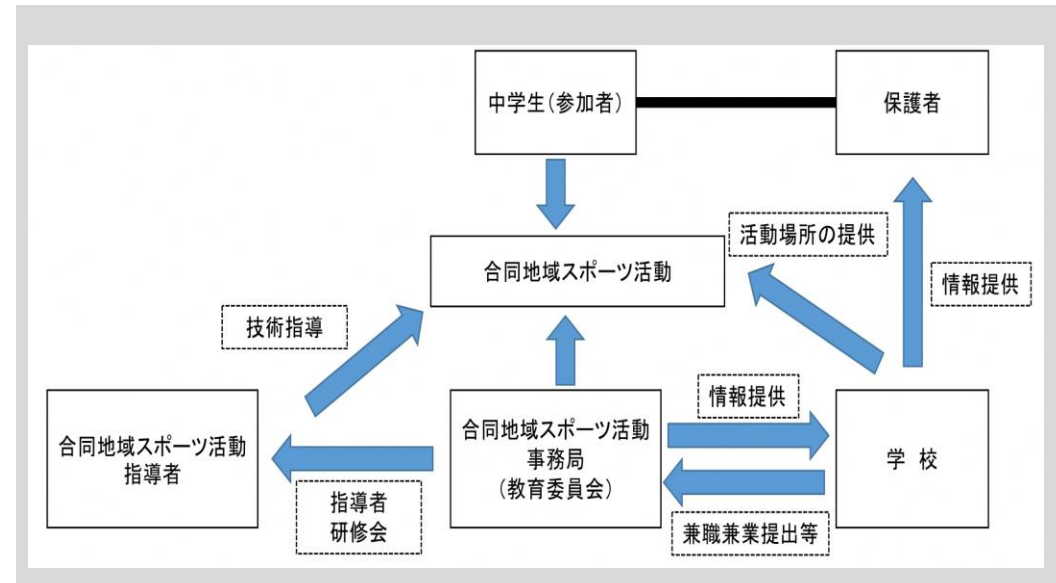 中学生（参加者）
保護者
活動場所の提供
合同地域スポーツ活動
情報提供
技術指導
情報提供
合同地域スポーツ活動
指導者
合同地域スポーツ活動
事務局
（教育委員会）
学 校
指導者
研修会
兼職兼業提出等